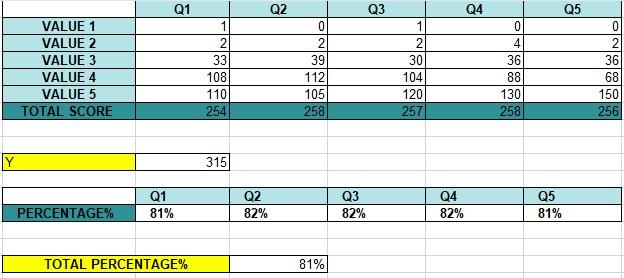 Q1 Q2 Q3 Q4 Q5
VALUE 1 1 0 1 0 0
VALUE 2 2 2 2 4 2
VALUE 3 33 39 30 36 36
VALUE 4 108 112 104 88 68
VALUE 5 110 105 120 130 150
TOTAL SCORE 254 258 257 258 256
Y 315
Q1 Q2 Q3 Q4 Q5
PERCENTAGE% 81% 82% 82% 82% 81%
TOTAL PERCENTAGE% 81%